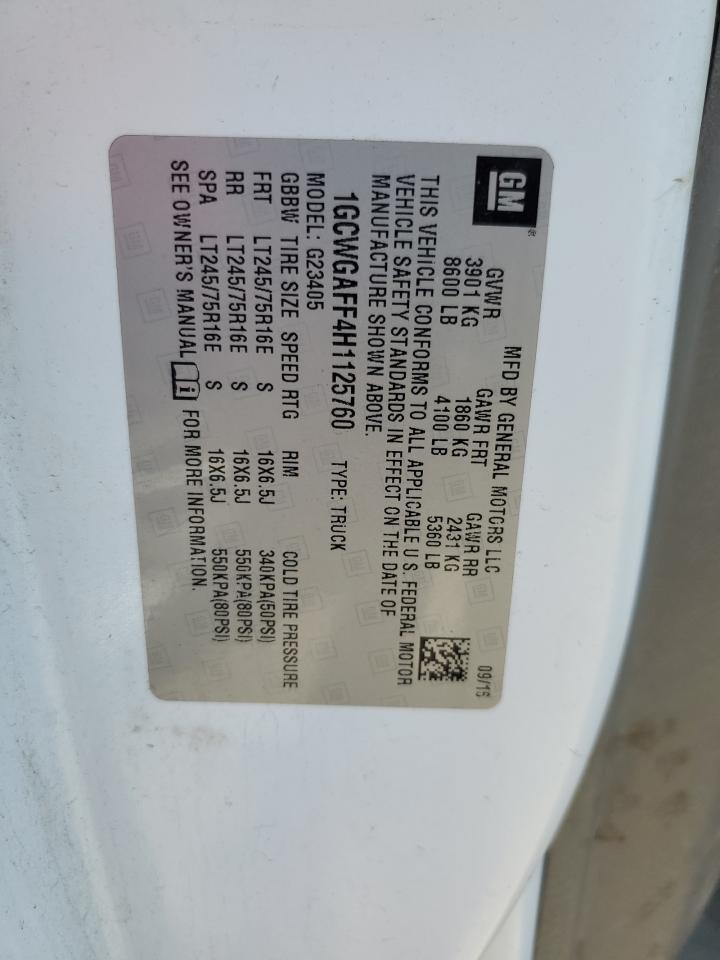 GM®
MFD BY GENERAL MOTORS LLC 09/16
GVWR GAWR FRT GAWR RR
3901 KG 1860 KG 2431 KG
8600 LB 4100 LB 5360 LB
THIS VEHICLE CONFORMS TO ALL APPLICABLE U.S. FEDERAL MOTOR
VEHICLE SAFETY STANDARDS IN EFFECT ON THE DATE OF
MANUFACTURE SHOWN ABOVE.
1GCWGAFF4H1125760 TYPE: TRUCK
MODEL: G23405
GBBW TIRE SIZE SPEED RTG RIM COLD TIRE PRESSURE
FRT LT245/75R16E S 16X6.5J 340KPA(50PSI)
RR LT245/75R16E S 16X6.5J 550KPA(80PSI)
SPA LT245/75R16E S 16X6.5J 550KPA(80PSI)
SEE OWNER'S MANUAL i FOR MORE INFORMATION.